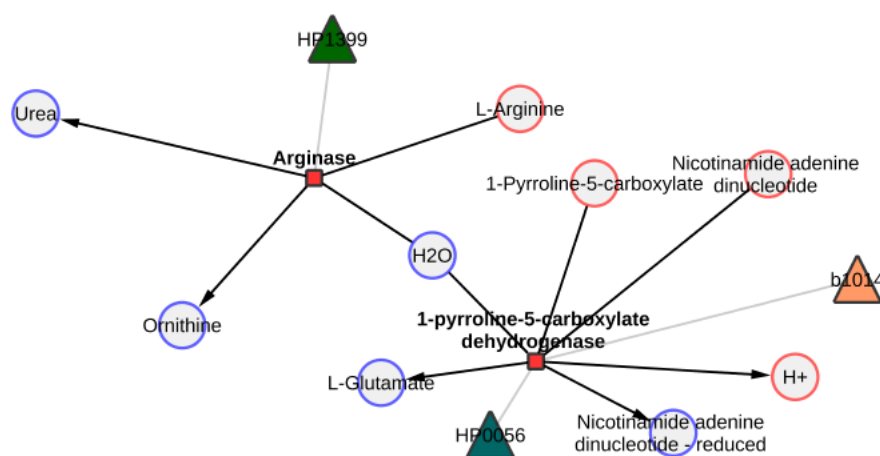 HP1399
Urea
L-Arginine
Arginase
Nicotinamide adenine
dinucleotide
1-Pyrroline-5-carboxylate
H2O
b1014
Ornithine
1-pyrroline-5-carboxylate
dehydrogenase
L-Glutamate
H+
HP0056
Nicotinamide adenine
dinucleotide - reduced